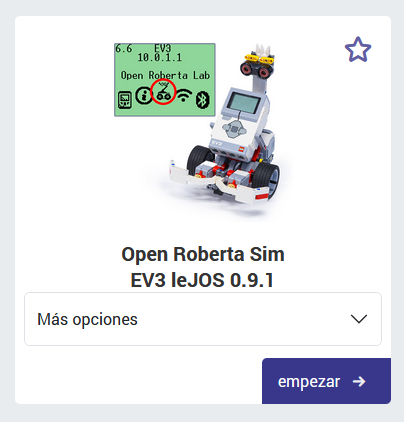 6.6 EV3
10.0.1.1
Open Roberta Lab
EV3
Open Roberta Sim
EV3 leJOS 0.9.1
Más opciones
empezar